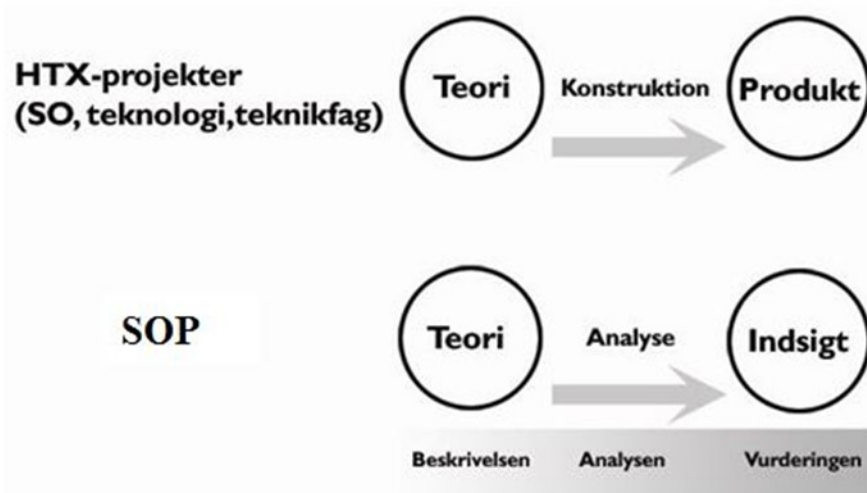 HTX-projekter
(SO, teknologi,teknikfag)
Teori
Konstruktion
Produkt
SOP
Teori
Analyse
Indsigt
Beskrivelsen
Analysen
Vurderingen